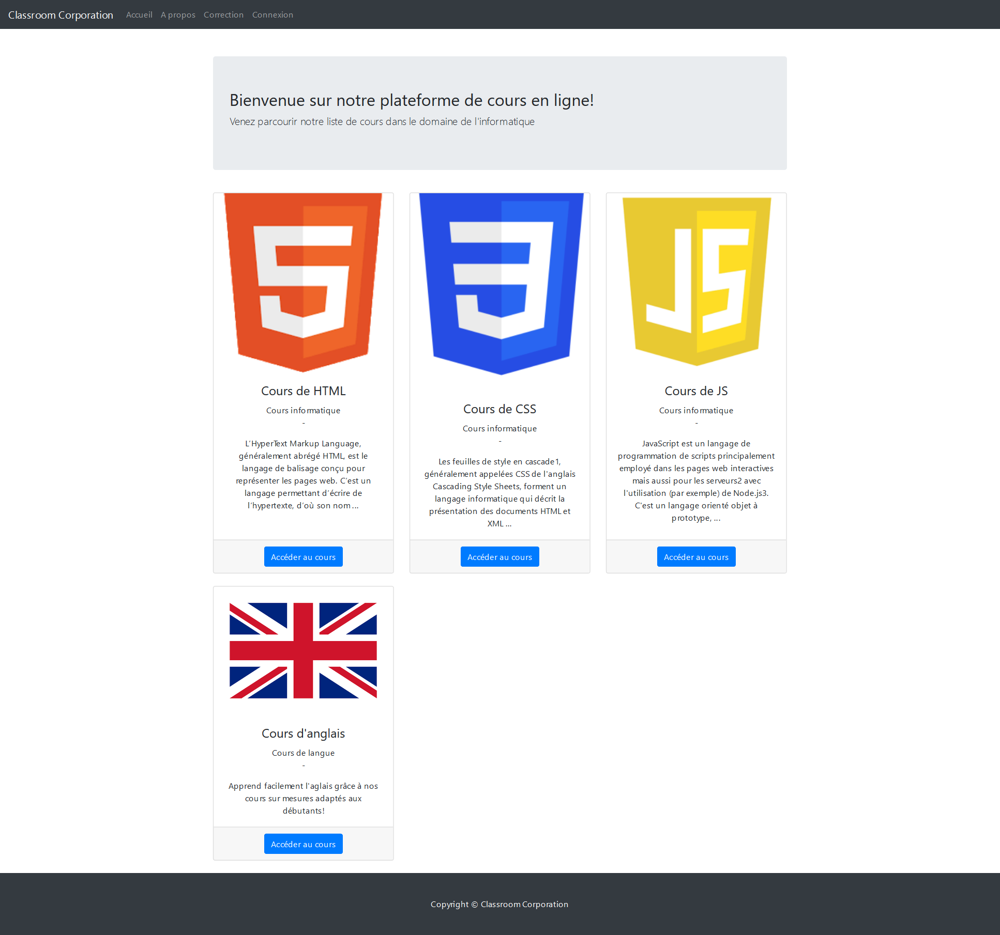 Classroom Corporation Accueil A propos Correction Connexion
Bienvenue sur notre plateforme de cours en ligne!
Venez parcourir notre liste de cours dans le domaine de l'informatique
5
3
JS
Cours de HTML
Cours informatique
-
L’HyperText Markup Language,
généralement abrégé HTML, est le
langage de balisage conçu pour
représenter les pages web. C’est un
langage permettant d’écrire de
l’hypertexte, d’où son nom ...
Accéder au cours
Cours de CSS
Cours informatique
-
Les feuilles de style en cascade1,
généralement appelées CSS de l'anglais
Cascading Style Sheets, forment un
langage informatique qui décrit la
présentation des documents HTML et
XML ...
Accéder au cours
Cours de JS
Cours informatique
-
JavaScript est un langage de
programmation de scripts principalement
employé dans les pages web interactives
mais aussi pour les serveurs2 avec
l'utilisation (par exemple) de Node.js3.
C'est un langage orienté objet à
prototype, ...
Accéder au cours
Cours d'anglais
Cours de langue
-
Apprend facilement l'aglais grâce à nos
cours sur mesures adaptés aux
débutants!
Accéder au cours
Copyright © Classroom Corporation